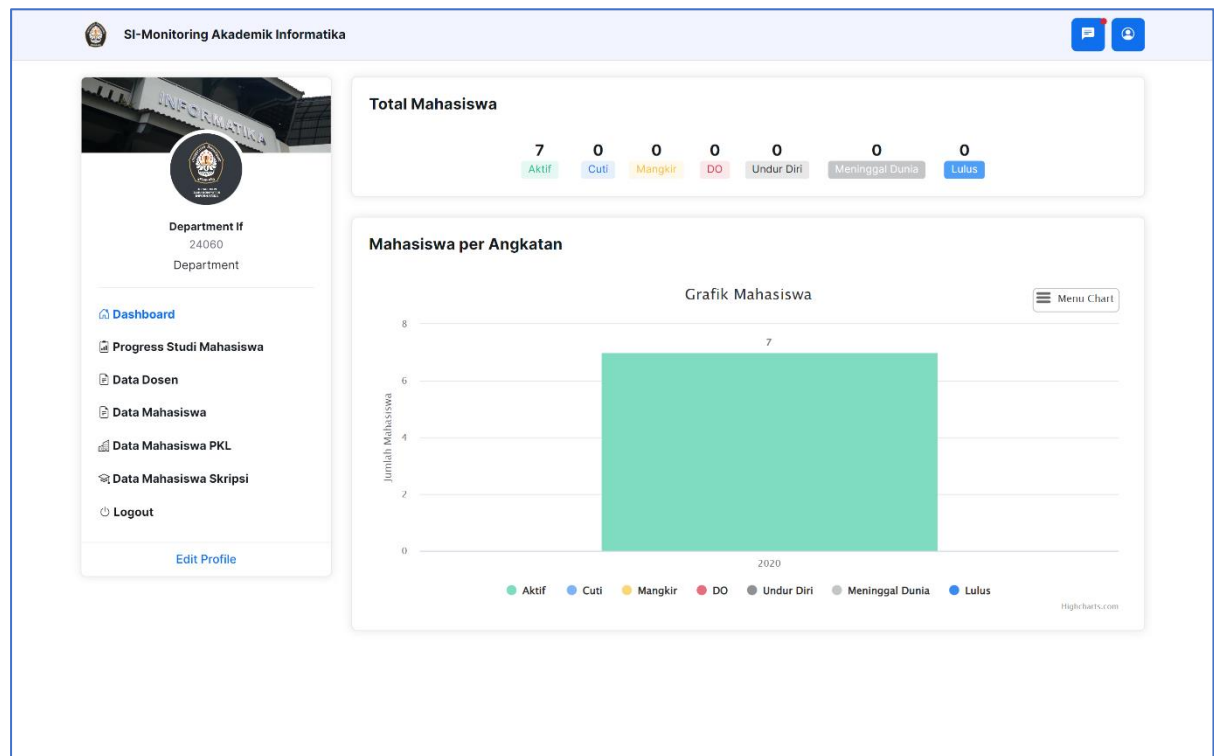 SI-Monitoring Akademik Informatika
INFORMATIKA
Department If
24060
Department
Dashboard
Progress Studi Mahasiswa
Data Dosen
Data Mahasiswa
Data Mahasiswa PKL
Data Mahasiswa Skripsi
Logout
Edit Profile
Total Mahasiswa
7 0 0 0 0 0 0
Aktif Cuti Mangkir DO Undur Diri Meninggal Dunia Lulus
Mahasiswa per Angkatan
Grafik Mahasiswa
Menu Chart
Jumlah Mahasiswa
8
6
4
2
0
7
2020
Aktif Cuti Mangkir DO Undur Diri Meninggal Dunia Lulus
Highcharts.com